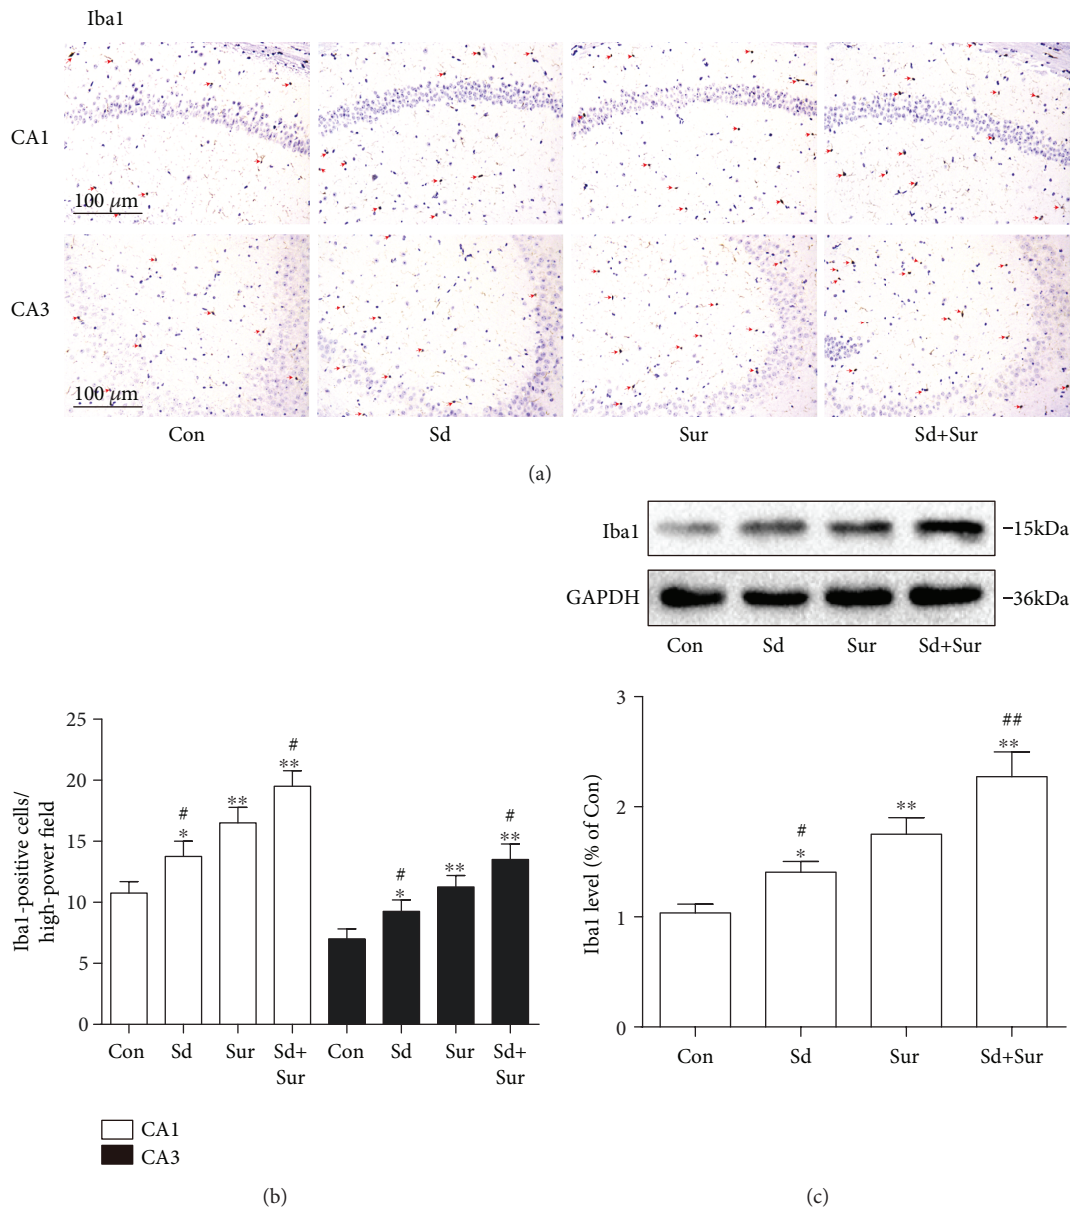 Iba1
CA1
100 μm
CA3
100 μm
Con Sd Sur Sd+Sur
(a)
Iba1 –15kDa
GAPDH –36kDa
Con Sd Sur Sd+Sur
Iba1-positive cells/
high-power field
25
20
15
10
5
0
# * ** # ** # * ** # **
Con Sd Sur Sd+ Con Sd Sur Sd+
Sur Sur
CA1
CA3
(b)
Iba1 level (% of Con)
3
2
1
0
# * ** ## **
Con Sd Sur Sd+Sur
(c)